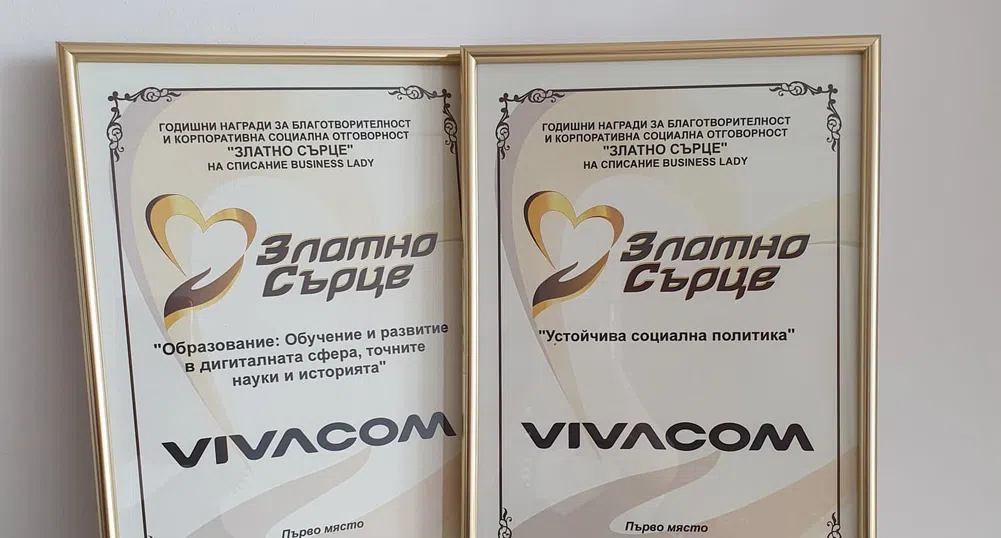 ГОДИШНИ НАГРАДИ ЗА БЛАГОТВОРИТЕЛНОСТ
И КОРПОРАТИВНА СОЦИАЛНА ОТГОВОРНОСТ
"ЗЛАТНО СЪРЦЕ"
НА СПИСАНИЕ BUSINESS LADY
Златно
Сърце
"Образование: Обучение и развитие
в дигиталната сфера, точните
науки и историята"
VIVACOM
Първо място
ГОДИШНИ НАГРАДИ ЗА БЛАГОТВОРИТЕЛНОСТ
И КОРПОРАТИВНА СОЦИАЛНА ОТГОВОРНОСТ
"ЗЛАТНО СЪРЦЕ"
НА СПИСАНИЕ BUSINESS LADY
Златно
Сърце
"Устойчива социална политика"
VIVACOM
Първо място